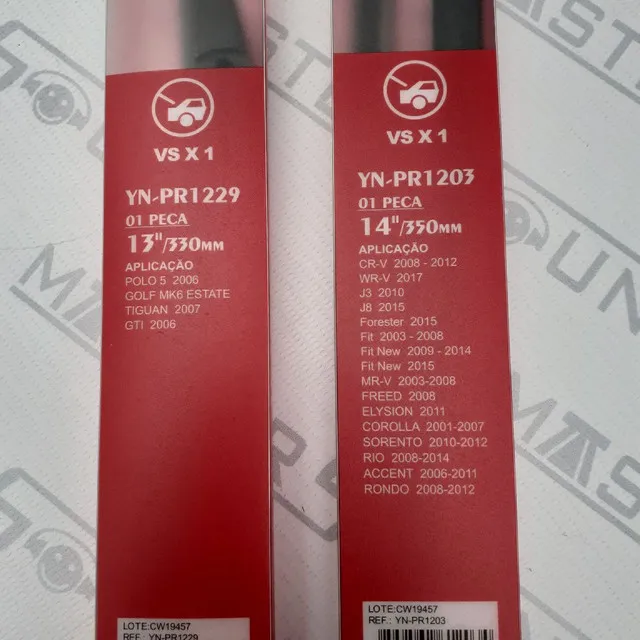 VS X 1
YN-PR1229
01 PECA
13"/330MM
APLICAÇÃO
POLO 5 2006
GOLF MK6 ESTATE
TIGUAN 2007
GTI 2006
LOTE:CW19457
REF.: YN-PR1229
VS X 1
YN-PR1203
01 PECA
14"/350MM
APLICAÇÃO
CR-V 2008 - 2012
WR-V 2017
J3 2010
J8 2015
Forester 2015
Fit 2003 - 2008
Fit New 2009 - 2014
Fit New 2015
MR-V 2003-2008
FREED 2008
ELYSION 2011
COROLLA 2001-2007
SORENTO 2010-2012
RIO 2008-2014
ACCENT 2006-2011
RONDO 2008-2012
LOTE:CW19457
REF.: YN-PR1203